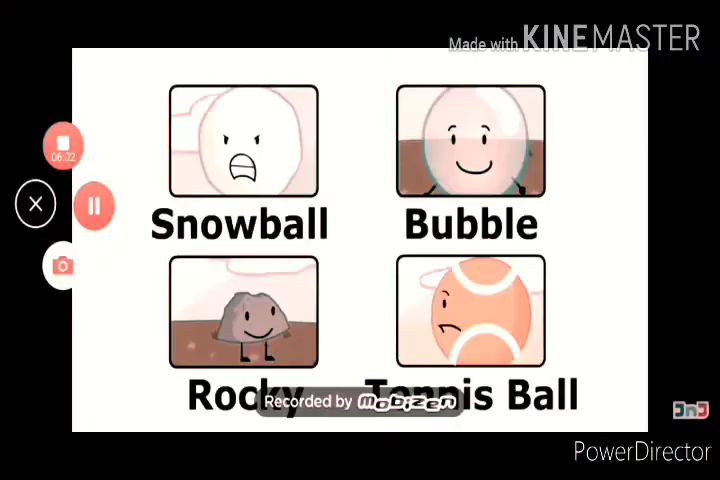 Made with KINEMASTER
06:02
Snowball
Bubble
Rocky
Tennis Ball
Recorded by mobizen
PowerDirector